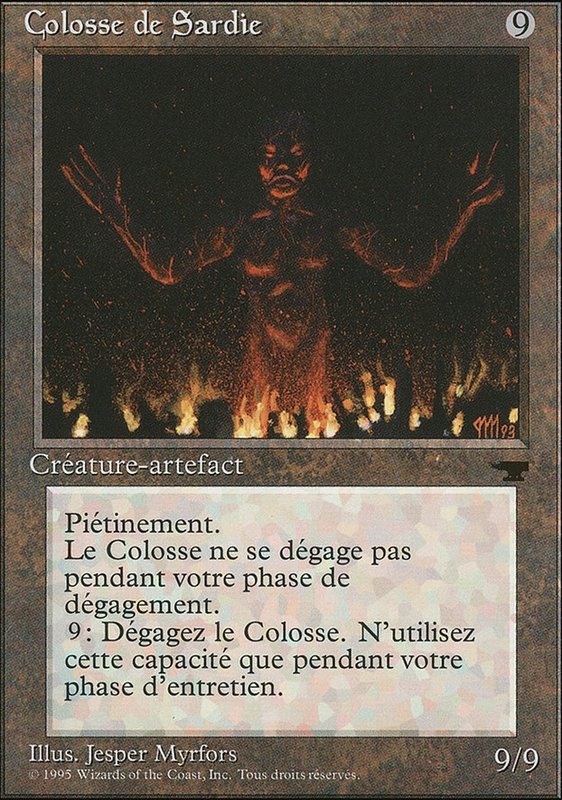 Colosse de Sardie 9
JM 93
Créature-artefact
Piétinement.
Le Colosse ne se dégage pas
pendant votre phase de
dégagement.
9: Dégagez le Colosse. N'utilisez
cette capacité que pendant votre
phase d'entretien.
Illus. Jesper Myrfors
9/9
© 1995 Wizards of the Coast, Inc. Tous droits réservés.